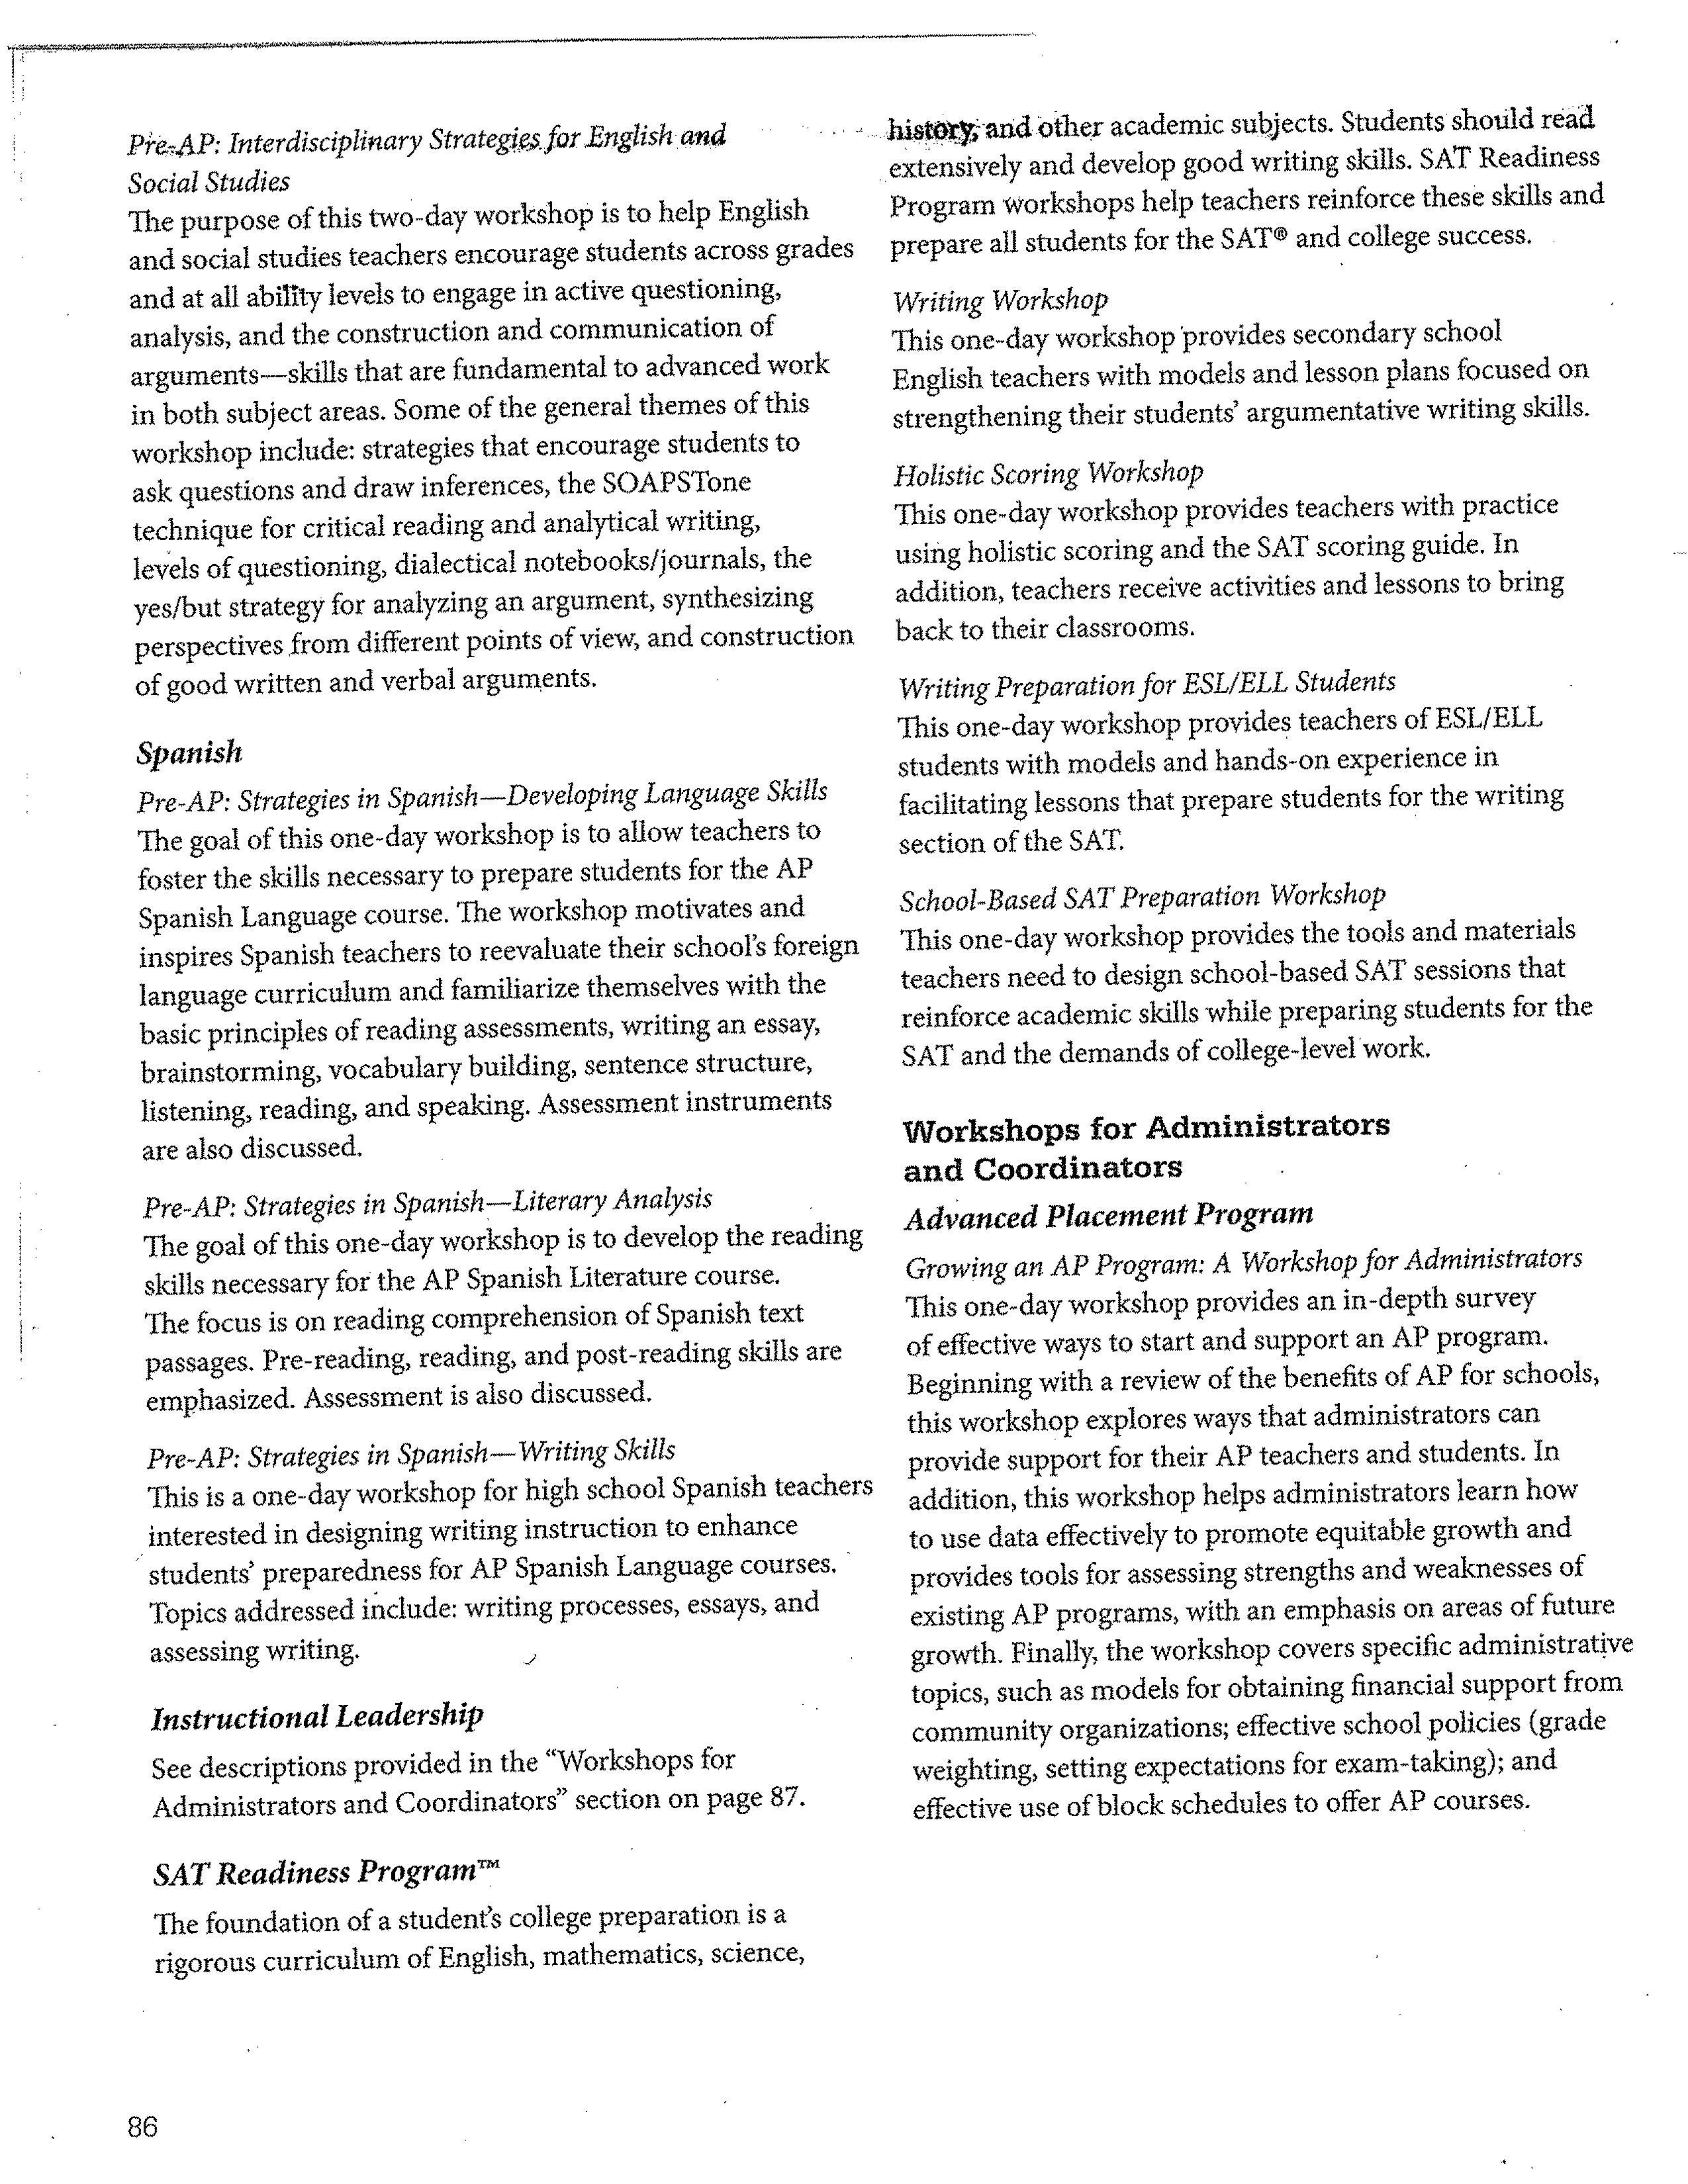 Pre-AP: Interdisciplinary Strategies for English and
Social Studies
The purpose of this two-day workshop is to help English
and social studies teachers encourage students across grades
and at all ability levels to engage in active questioning,
analysis, and the construction and communication of
arguments—skills that are fundamental to advanced work
in both subject areas. Some of the general themes of this
workshop include: strategies that encourage students to
ask questions and draw inferences, the SOAPSTone
technique for critical reading and analytical writing,
levels of questioning, dialectical notebooks/journals, the
yes/but strategy for analyzing an argument, synthesizing
perspectives from different points of view, and construction
of good written and verbal arguments.
Spanish
Pre-AP: Strategies in Spanish—Developing Language Skills
The goal of this one-day workshop is to allow teachers to
foster the skills necessary to prepare students for the AP
Spanish Language course. The workshop motivates and
inspires Spanish teachers to reevaluate their school's foreign
language curriculum and familiarize themselves with the
basic principles of reading assessments, writing an essay,
brainstorming, vocabulary building, sentence structure,
listening, reading, and speaking. Assessment instruments
are also discussed.
Pre-AP: Strategies in Spanish—Literary Analysis
The goal of this one-day workshop is to develop the reading
skills necessary for the AP Spanish Literature course.
The focus is on reading comprehension of Spanish text
passages. Pre-reading, reading, and post-reading skills are
emphasized. Assessment is also discussed.
Pre-AP: Strategies in Spanish—Writing Skills
This is a one-day workshop for high school Spanish teachers
interested in designing writing instruction to enhance
students' preparedness for AP Spanish Language courses.
Topics addressed include: writing processes, essays, and
assessing writing.
Instructional Leadership
See descriptions provided in the “Workshops for
Administrators and Coordinators” section on page 87.
SAT Readiness Program™
The foundation of a student's college preparation is a
rigorous curriculum of English, mathematics, science,
history, and other academic subjects. Students should read
extensively and develop good writing skills. SAT Readiness
Program workshops help teachers reinforce these skills and
prepare all students for the SAT® and college success.
Writing Workshop
This one-day workshop provides secondary school
English teachers with models and lesson plans focused on
strengthening their students' argumentative writing skills.
Holistic Scoring Workshop
This one-day workshop provides teachers with practice
using holistic scoring and the SAT scoring guide. In
addition, teachers receive activities and lessons to bring
back to their classrooms.
Writing Preparation for ESL/ELL Students
This one-day workshop provides teachers of ESL/ELL
students with models and hands-on experience in
facilitating lessons that prepare students for the writing
section of the SAT.
School-Based SAT Preparation Workshop
This one-day workshop provides the tools and materials
teachers need to design school-based SAT sessions that
reinforce academic skills while preparing students for the
SAT and the demands of college-level work.
Workshops for Administrators
and Coordinators
Advanced Placement Program
Growing an AP Program: A Workshop for Administrators
This one-day workshop provides an in-depth survey
of effective ways to start and support an AP program.
Beginning with a review of the benefits of AP for schools,
this workshop explores ways that administrators can
provide support for their AP teachers and students. In
addition, this workshop helps administrators learn how
to use data effectively to promote equitable growth and
provides tools for assessing strengths and weaknesses of
existing AP programs, with an emphasis on areas of future
growth. Finally, the workshop covers specific administrative
topics, such as models for obtaining financial support from
community organizations; effective school policies (grade
weighting, setting expectations for exam-taking); and
effective use of block schedules to offer AP courses.
86